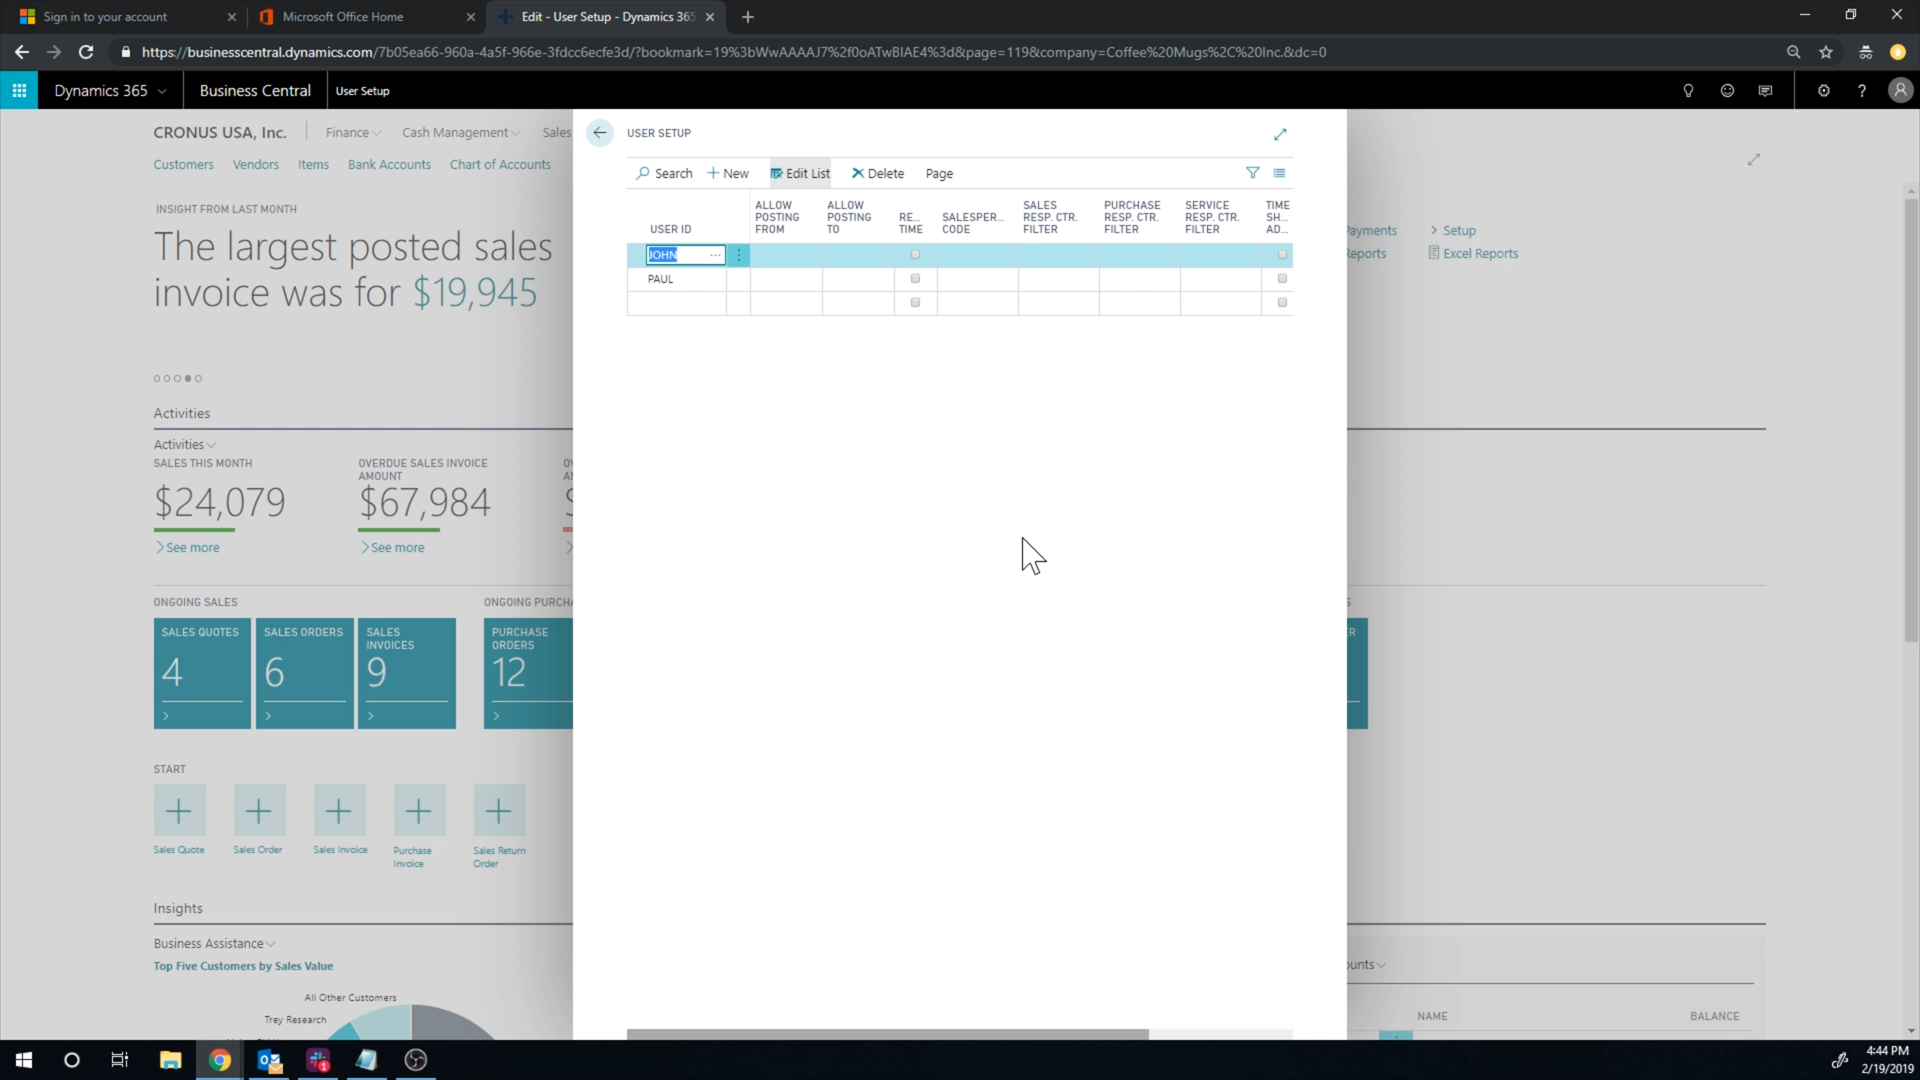 Sign in to your account
Microsoft Office Home
Edit - User Setup - Dynamics 365
https://businesscentral.dynamics.com/7b05ea66-960a-4a5f-966e-3fdcc6ecfe3d/?bookmark=19%3bWwAAAAJ7%2f0oATwBIAE4%3d&page=119&company=Coffee%20Mugs%2C%20Inc.&dc=0
Dynamics 365
Business Central
User Setup
CRONUS USA, Inc.
Finance
Cash Management
Sales
Customers
Vendors
Items
Bank Accounts
Chart of Accounts
INSIGHT FROM LAST MONTH
The largest posted sales
invoice was for $19,945
Activities
Activities
SALES THIS MONTH
$24,079
See more
OVERDUE SALES INVOICE
AMOUNT
$67,984
See more
ONGOING SALES
SALES QUOTES
4
SALES ORDERS
6
SALES
INVOICES
9
ONGOING PURCHA
PURCHASE
ORDERS
12
START
Sales Quote
Sales Order
Sales Invoice
Purchase
Invoice
Sales Return
Order
Insights
Business Assistance
Top Five Customers by Sales Value
All Other Customers
Trey Research
USER SETUP
Search
New
Edit List
Delete
Page
USER ID
ALLOW
POSTING
FROM
ALLOW
POSTING
TO
RE...
TIME
SALESPER...
CODE
SALES
RESP. CTR.
FILTER
PURCHASE
RESP. CTR.
FILTER
SERVICE
RESP. CTR.
FILTER
TIME
SH...
AD...
JOHN
...
PAUL
Payments
Reports
Setup
Excel Reports
ounts
NAME
BALANCE
4:44 PM
2/19/2019